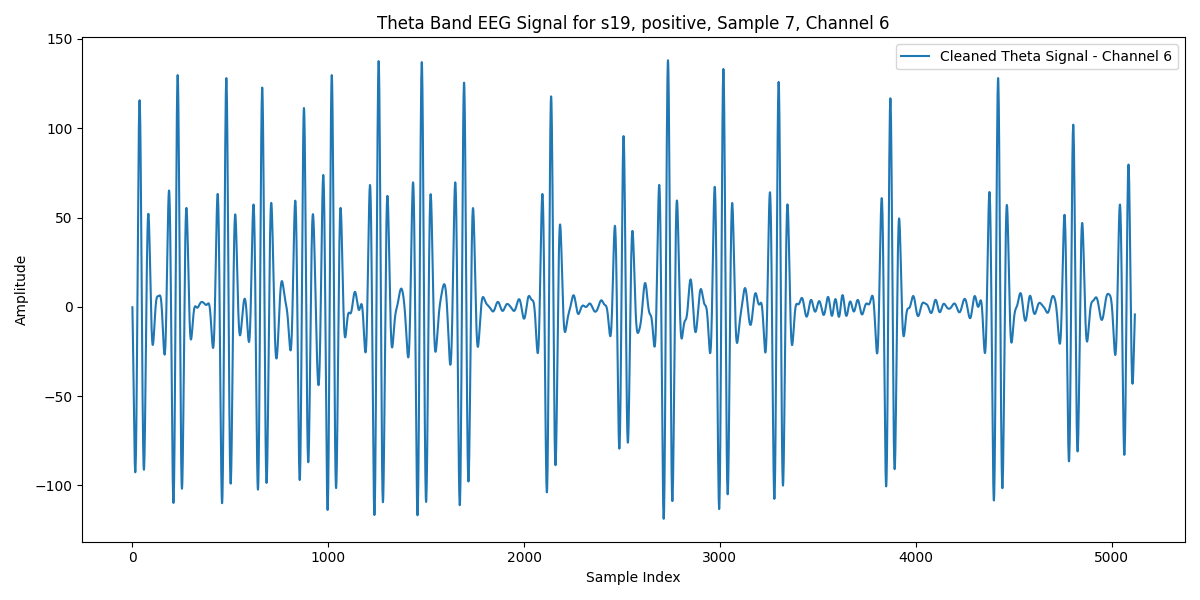 Theta Band EEG Signal for s19, positive, Sample 7, Channel 6
Cleaned Theta Signal - Channel 6
150
100
50
0
−50
−100
Amplitude
0 1000 2000 3000 4000 5000
Sample Index